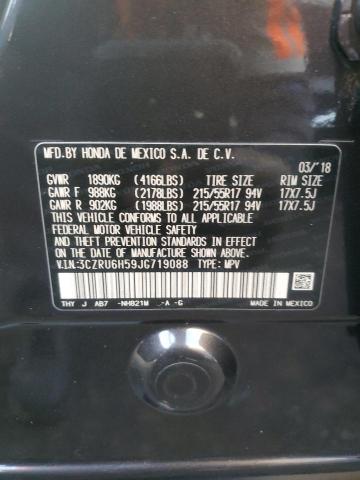 MFD.BY HONDA DE MEXICO S.A. DE C.V.
03/'18
GVWR 1890KG (4166LBS) TIRE SIZE RIM SIZE
GAWR F 988KG (2178LBS) 215/55R17 94V 17X7.5J
GAWR R 902KG (1988LBS) 215/55R17 94V 17X7.5J
THIS VEHICLE CONFORMS TO ALL APPLICABLE
FEDERAL MOTOR VEHICLE SAFETY AND THEFT
PREVENTION STANDARDS IN EFFECT ON THE
DATE OF MANUFACTURE SHOWN ABOVE.
V.I.N:3CZRU6H59JG719088 TYPE: MPV
THY J AB7 -NH821M .-A -G MADE IN MEXICO